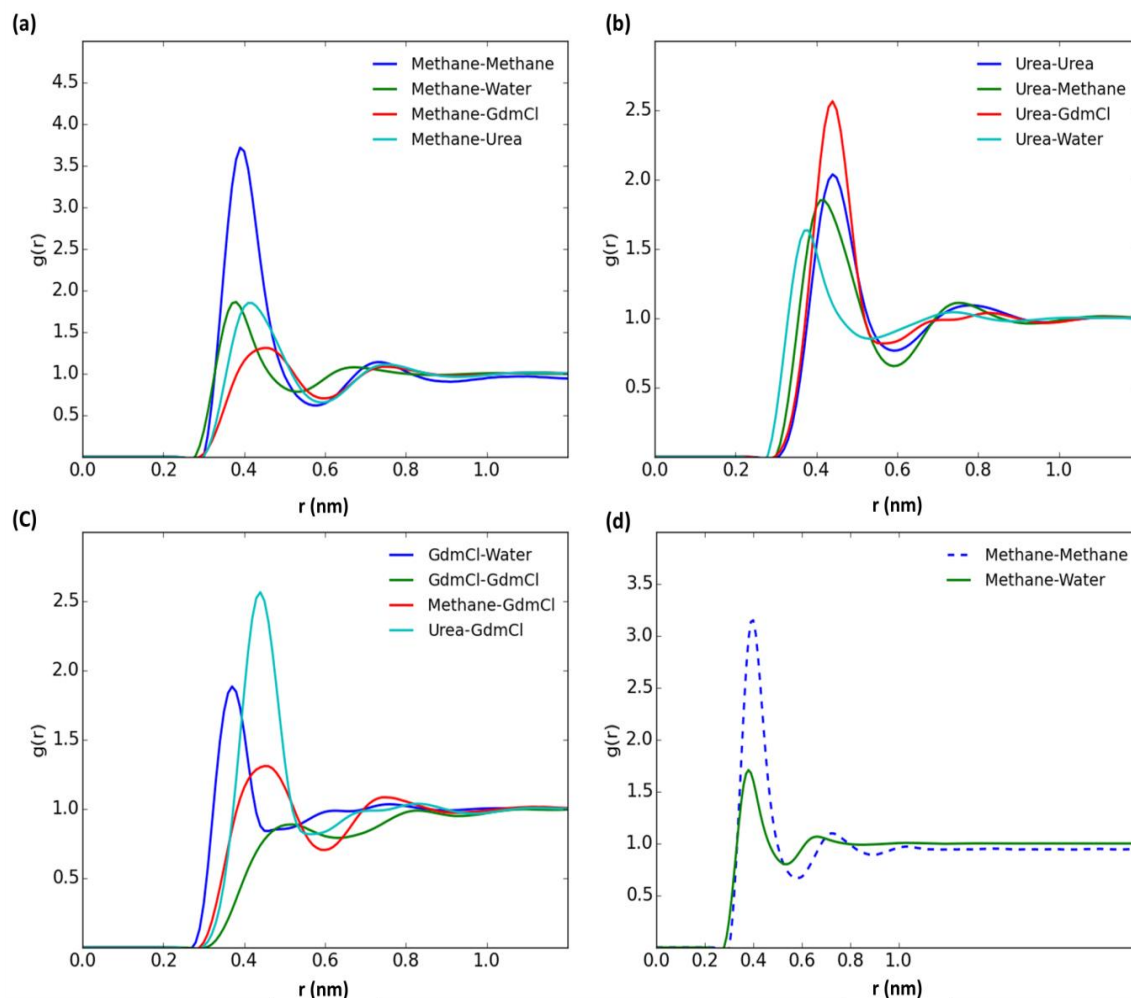 (a)
Methane-Methane
Methane-Water
Methane-GdmCl
Methane-Urea
4.5
4.0
3.5
3.0
2.5
2.0
1.5
1.0
0.5
g(r)
0.0 0.2 0.4 0.6 0.8 1.0
r (nm)
(b)
Urea-Urea
Urea-Methane
Urea-GdmCl
Urea-Water
2.5
2.0
1.5
1.0
0.5
g(r)
0.0 0.2 0.4 0.6 0.8 1.0
r (nm)
(C)
GdmCl-Water
GdmCl-GdmCl
Methane-GdmCl
Urea-GdmCl
2.5
2.0
1.5
1.0
0.5
g(r)
0.0 0.2 0.4 0.6 0.8 1.0
r (nm)
(d)
Methane-Methane
Methane-Water
3.5
3.0
2.5
2.0
1.5
1.0
0.5
g(r)
0.0 0.2 0.4 0.6 0.8 1.0
r (nm)